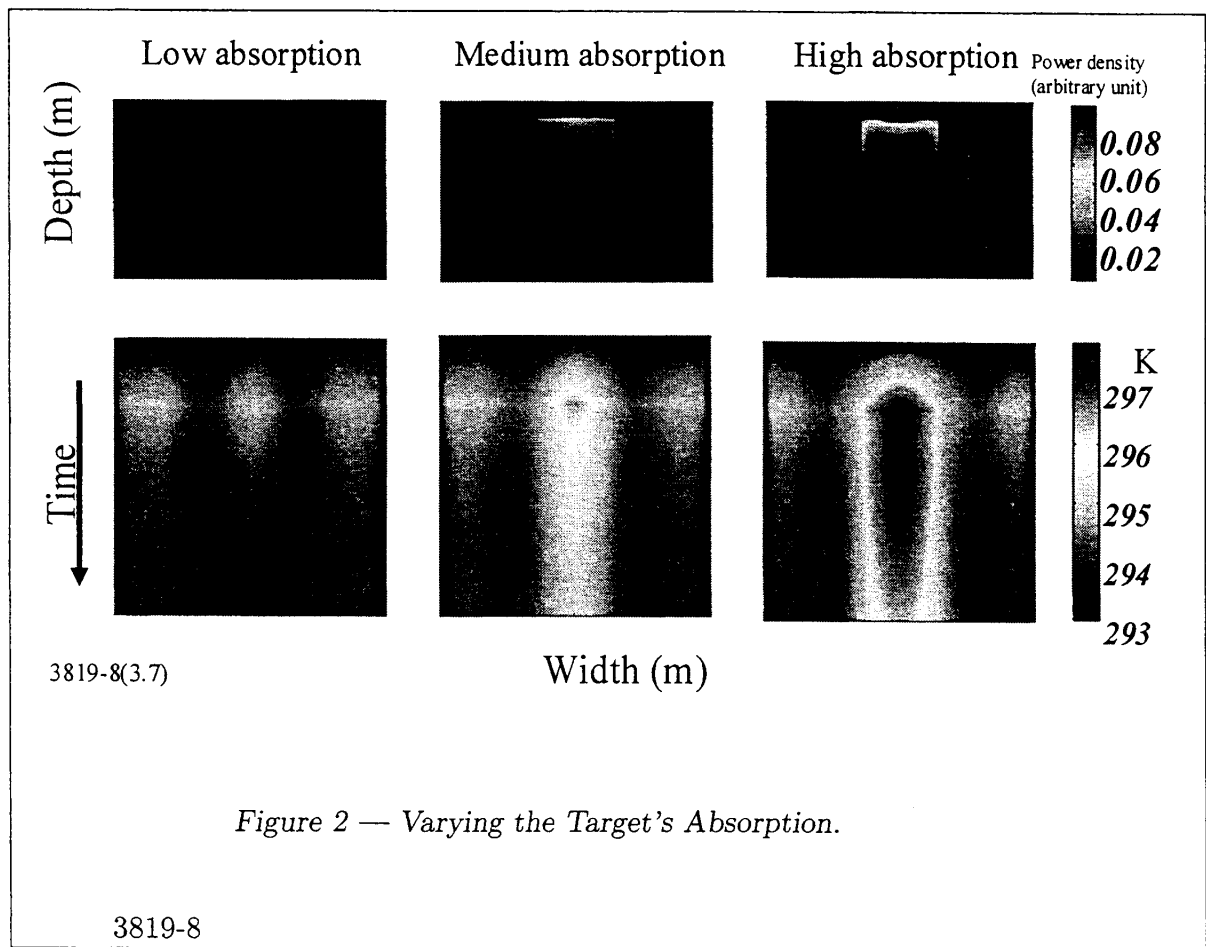 Low absorption
Medium absorption
High absorption
Power density
(arbitrary unit)
Depth (m)
0.08
0.06
0.04
0.02
Time
K
297
296
295
294
293
3819-8(3.7)
Width (m)
Figure 2 — Varying the Target's Absorption.
3819-8